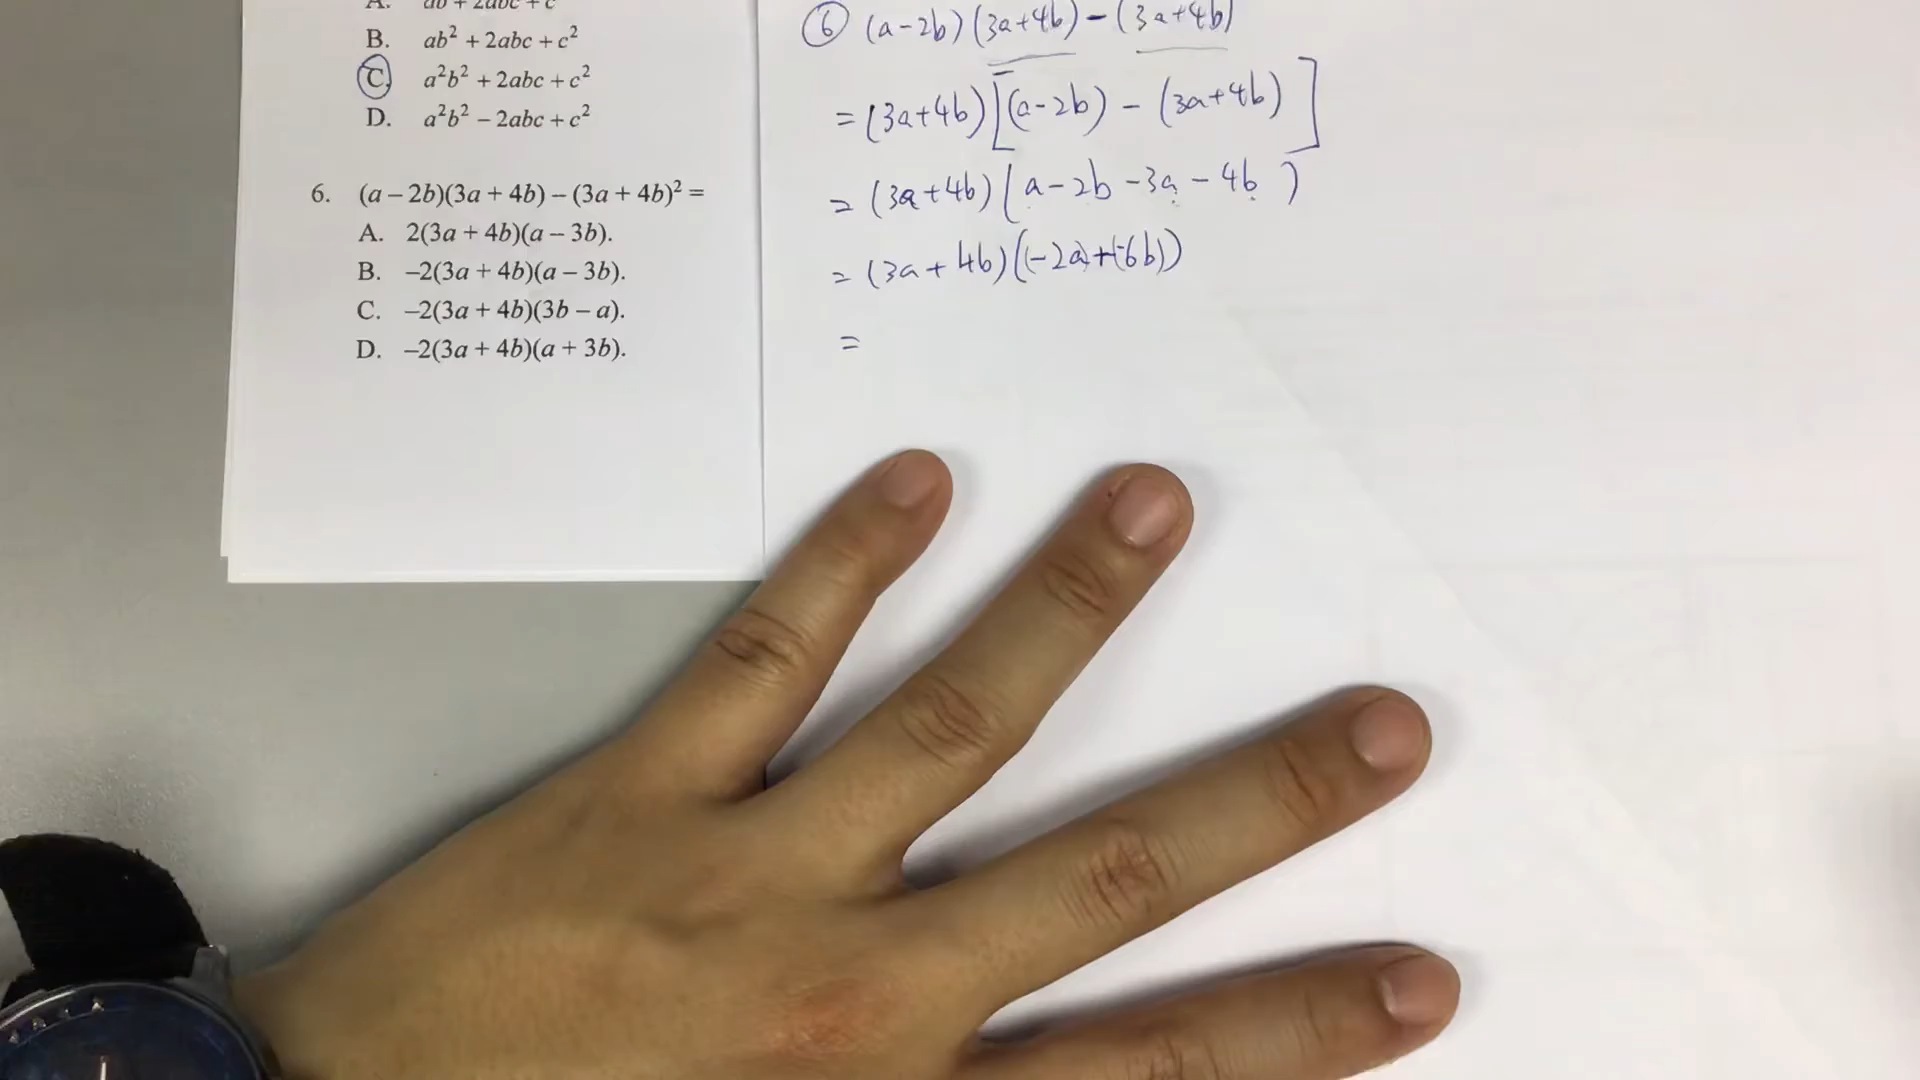 A. ab + 2abc + c
B. ab² + 2abc + c²
C. a²b² + 2abc + c²
D. a²b² – 2abc + c²
6. (a – 2b)(3a + 4b) – (3a + 4b)² =
A. 2(3a + 4b)(a – 3b).
B. –2(3a + 4b)(a – 3b).
C. –2(3a + 4b)(3b – a).
D. –2(3a + 4b)(a + 3b).
⑥ (a-2b)(3a+4b) - (3a+4b)
= (3a+4b)[(a-2b) - (3a+4b)]
= (3a+4b)(a-2b-3a-4b)
= (3a+4b)((-2a)+(-6b))
=